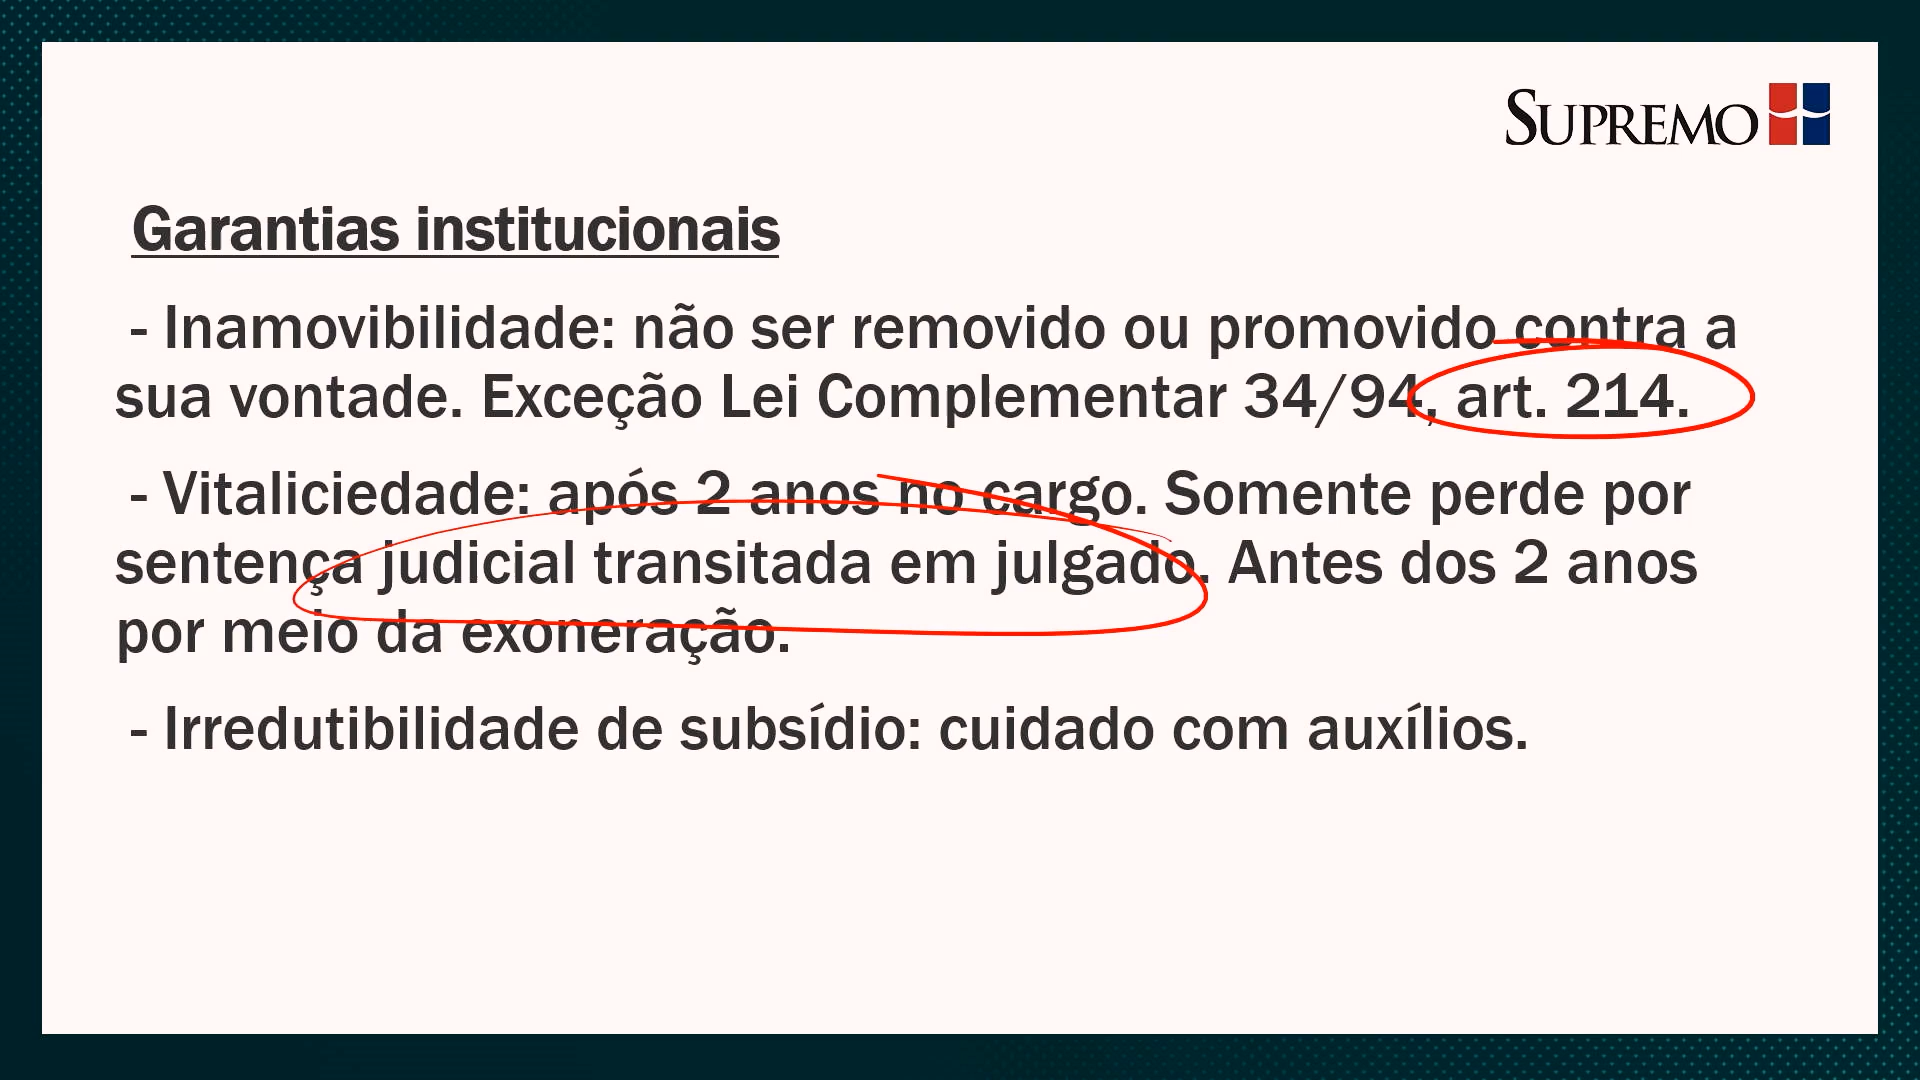 SUPREMO
Garantias institucionais
- Inamovibilidade: não ser removido ou promovido contra a
sua vontade. Exceção Lei Complementar 34/94, art. 214.
- Vitaliciedade: após 2 anos no cargo. Somente perde por
sentença judicial transitada em julgado. Antes dos 2 anos
por meio da exoneração.
- Irredutibilidade de subsídio: cuidado com auxílios.